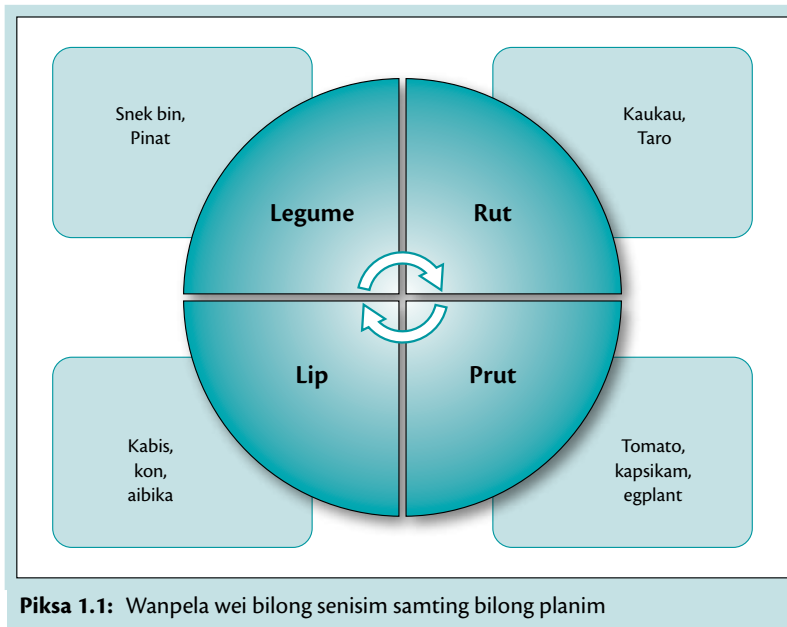 Snek bin,
Pinat
Kaukau,
Taro
Legume
Rut
Lip
Prut
Kabis,
kon,
aibika
Tomato,
kapsikam,
egplant
Piksa 1.1: Wanpela wei bilong senisim samting bilong planim